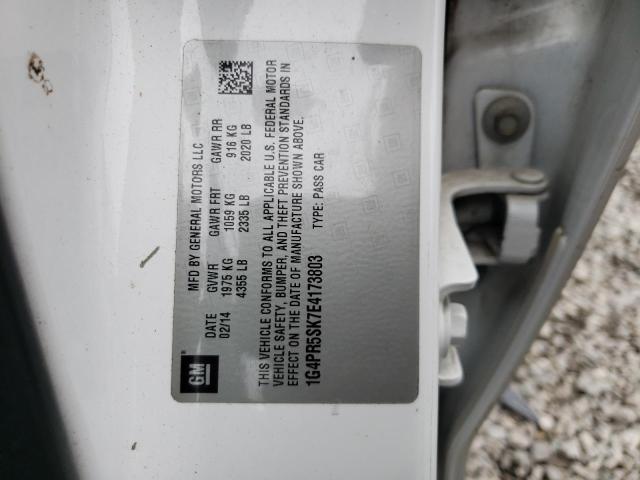 MFD BY GENERAL MOTORS LLC
DATE GVWR GAWR FRT GAWR RR
02/14 1975 KG 1059 KG 916 KG
4355 LB 2335 LB 2020 LB
THIS VEHICLE CONFORMS TO ALL APPLICABLE U.S. FEDERAL MOTOR
VEHICLE SAFETY, BUMPER, AND THEFT PREVENTION STANDARDS IN
EFFECT ON THE DATE OF MANUFACTURE SHOWN ABOVE.
1G4PR5SK7E4173803 TYPE: PASS CAR
GM